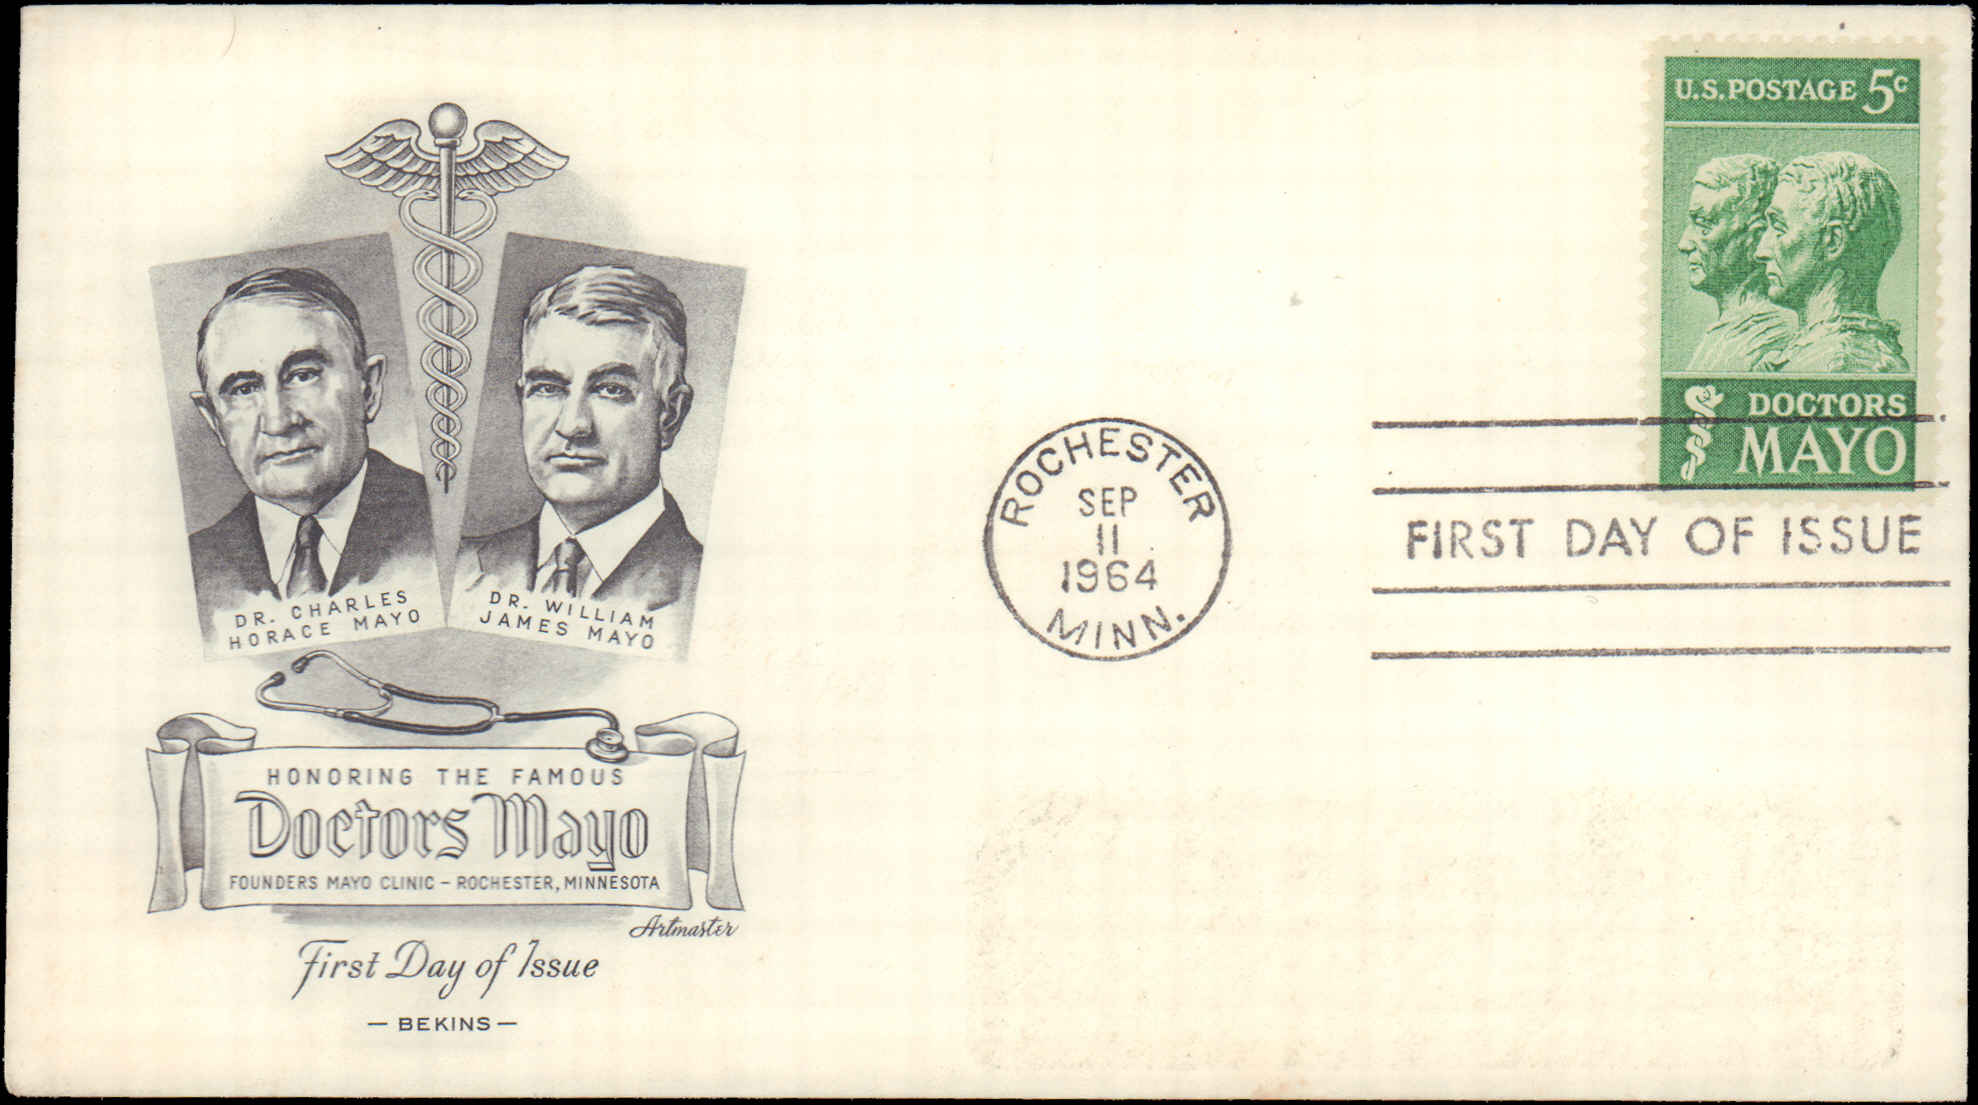 DR. CHARLES
HORACE MAYO
DR. WILLIAM
JAMES MAYO
HONORING THE FAMOUS
Doctors Mayo
FOUNDERS MAYO CLINIC – ROCHESTER, MINNESOTA
Artmaster
First Day of Issue
— BEKINS —
ROCHESTER
SEP
11
1964
MINN.
U.S. POSTAGE 5c
DOCTORS
MAYO
FIRST DAY OF ISSUE